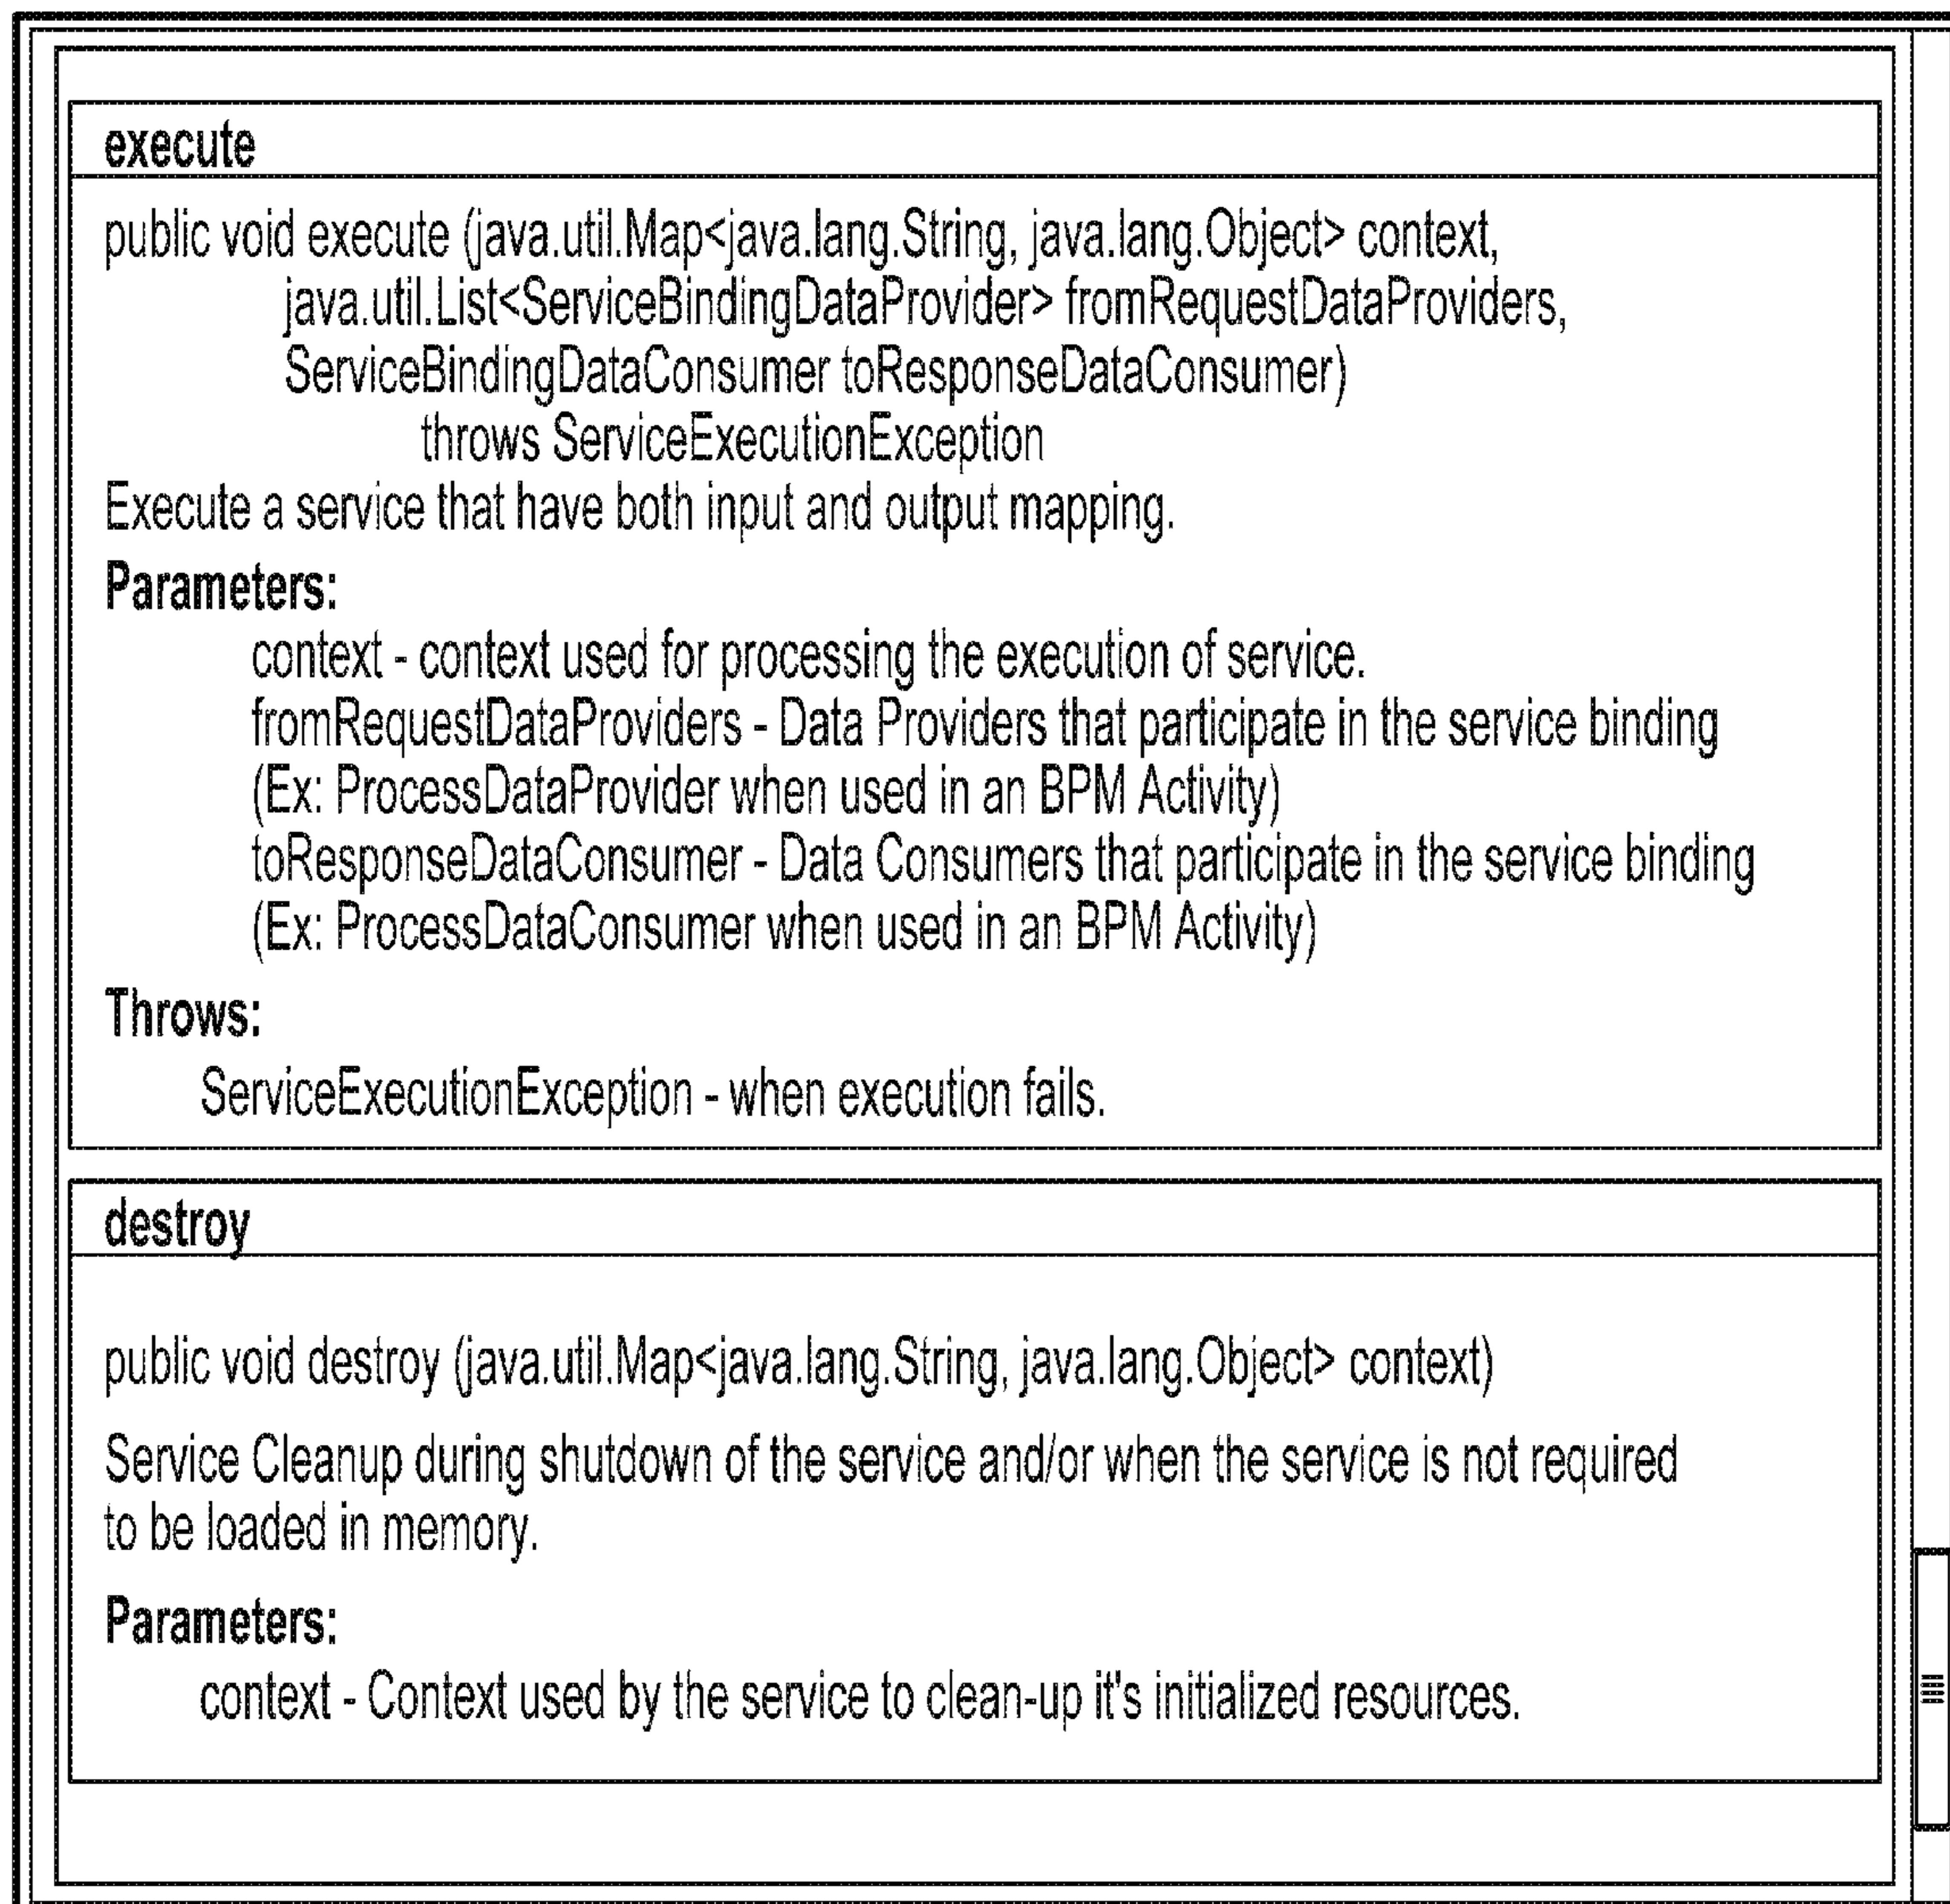 execute
public void execute (java.util.Map<java.lang.String, java.lang.Object> context,
java.util.List<ServiceBindingDataProvider> fromRequestDataProviders,
ServiceBindingDataConsumer toResponseDataConsumer)
throws ServiceExecutionException
Execute a service that have both input and output mapping.
Parameters:
context - context used for processing the execution of service.
fromRequestDataProviders - Data Providers that participate in the service binding
(Ex: ProcessDataProvider when used in an BPM Activity)
toResponseDataConsumer - Data Consumers that participate in the service binding
(Ex: ProcessDataConsumer when used in an BPM Activity)
Throws:
ServiceExecutionException - when execution fails.
destroy
public void destroy (java.util.Map<java.lang.String, java.lang.Object> context)
Service Cleanup during shutdown of the service and/or when the service is not required
to be loaded in memory.
Parameters:
context - Context used by the service to clean-up it's initialized resources.